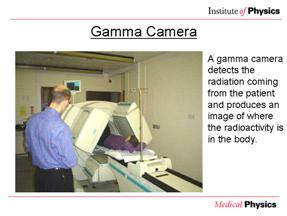 Institute of Physics
Gamma Camera
A gamma camera
detects the
radiation coming
from the patient
and produces an
image of where
the radioactivity is
in the body.
Medical Physics